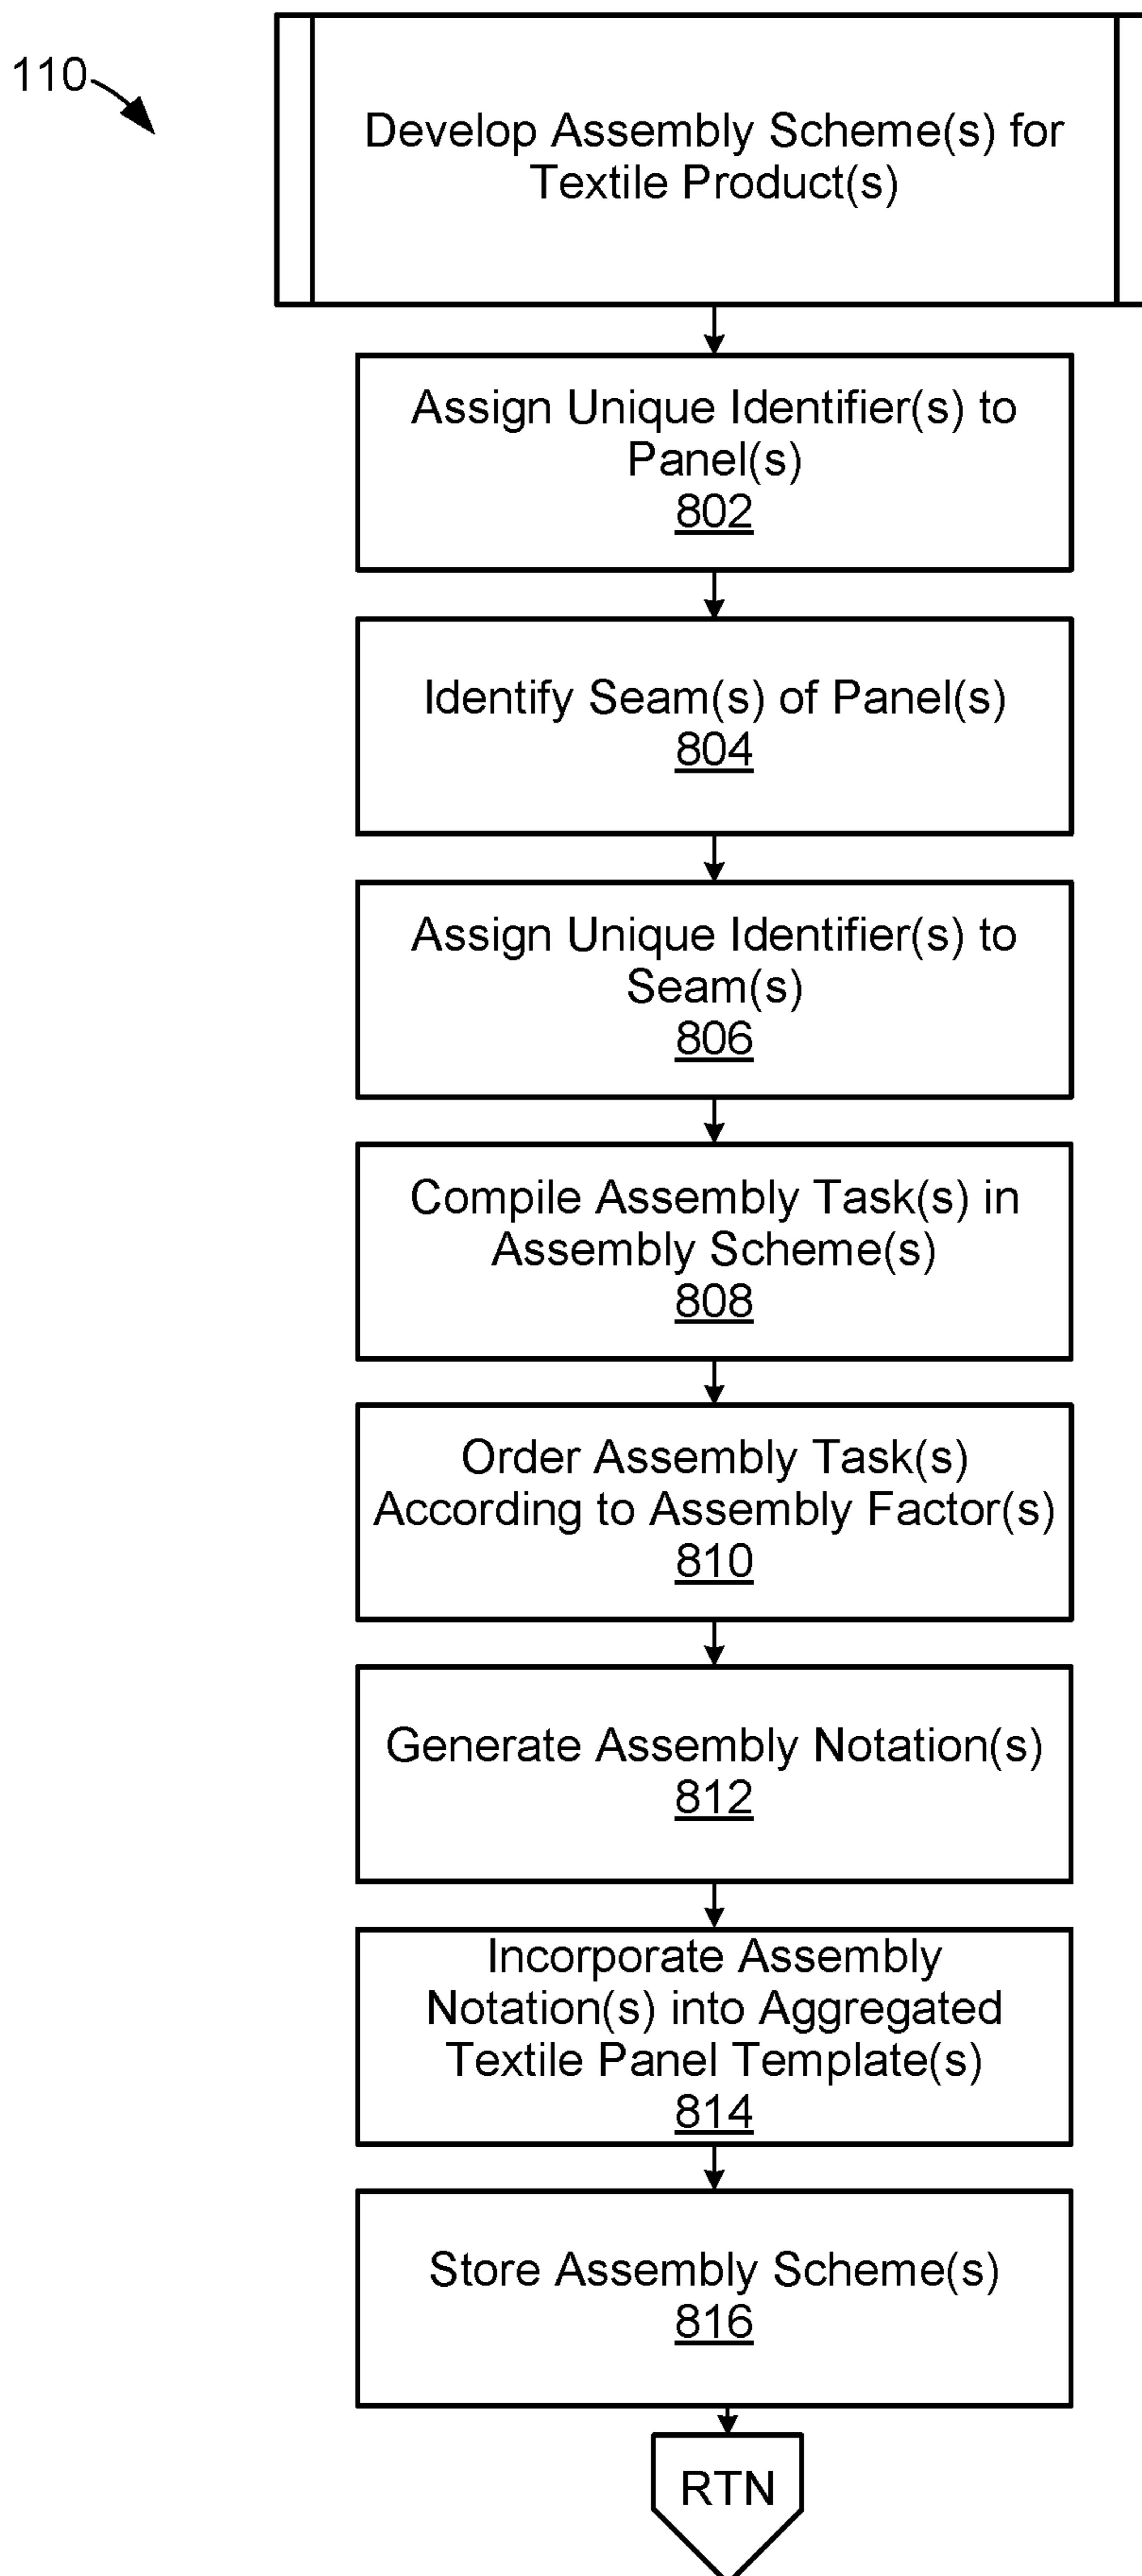 110
Develop Assembly Scheme(s) for
Textile Product(s)
Assign Unique Identifier(s) to
Panel(s)
802
Identify Seam(s) of Panel(s)
804
Assign Unique Identifier(s) to
Seam(s)
806
Compile Assembly Task(s) in
Assembly Scheme(s)
808
Order Assembly Task(s)
According to Assembly Factor(s)
810
Generate Assembly Notation(s)
812
Incorporate Assembly
Notation(s) into Aggregated
Textile Panel Template(s)
814
Store Assembly Scheme(s)
816
RTN